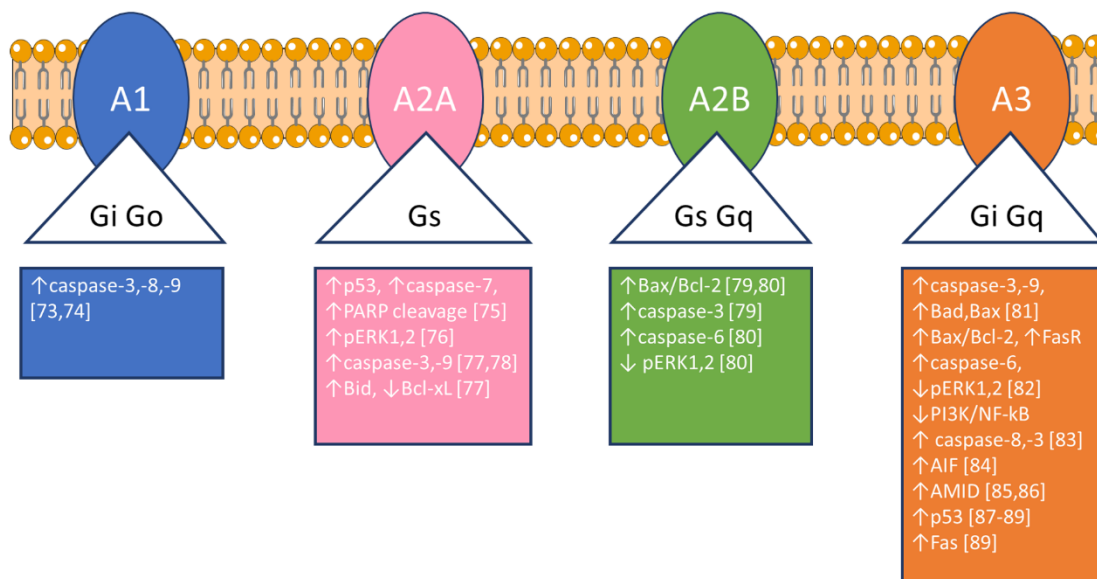 A1
A2A
A2B
A3
Gi Go
Gs
Gs Gq
Gi Gq
↑caspase-3,-8,-9
[73,74]
↑p53, ↑caspase-7,
↑PARP cleavage [75]
↑pERK1,2 [76]
↑caspase-3,-9 [77,78]
↑Bid, ↓Bcl-xL [77]
↑Bax/Bcl-2 [79,80]
↑caspase-3 [79]
↑caspase-6 [80]
↓ pERK1,2 [80]
↑caspase-3,-9,
↑Bad,Bax [81]
↑Bax/Bcl-2, ↑FasR
↑caspase-6,
↓pERK1,2 [82]
↓PI3K/NF-kB
↑ caspase-8,-3 [83]
↑AIF [84]
↑AMID [85,86]
↑p53 [87-89]
↑Fas [89]